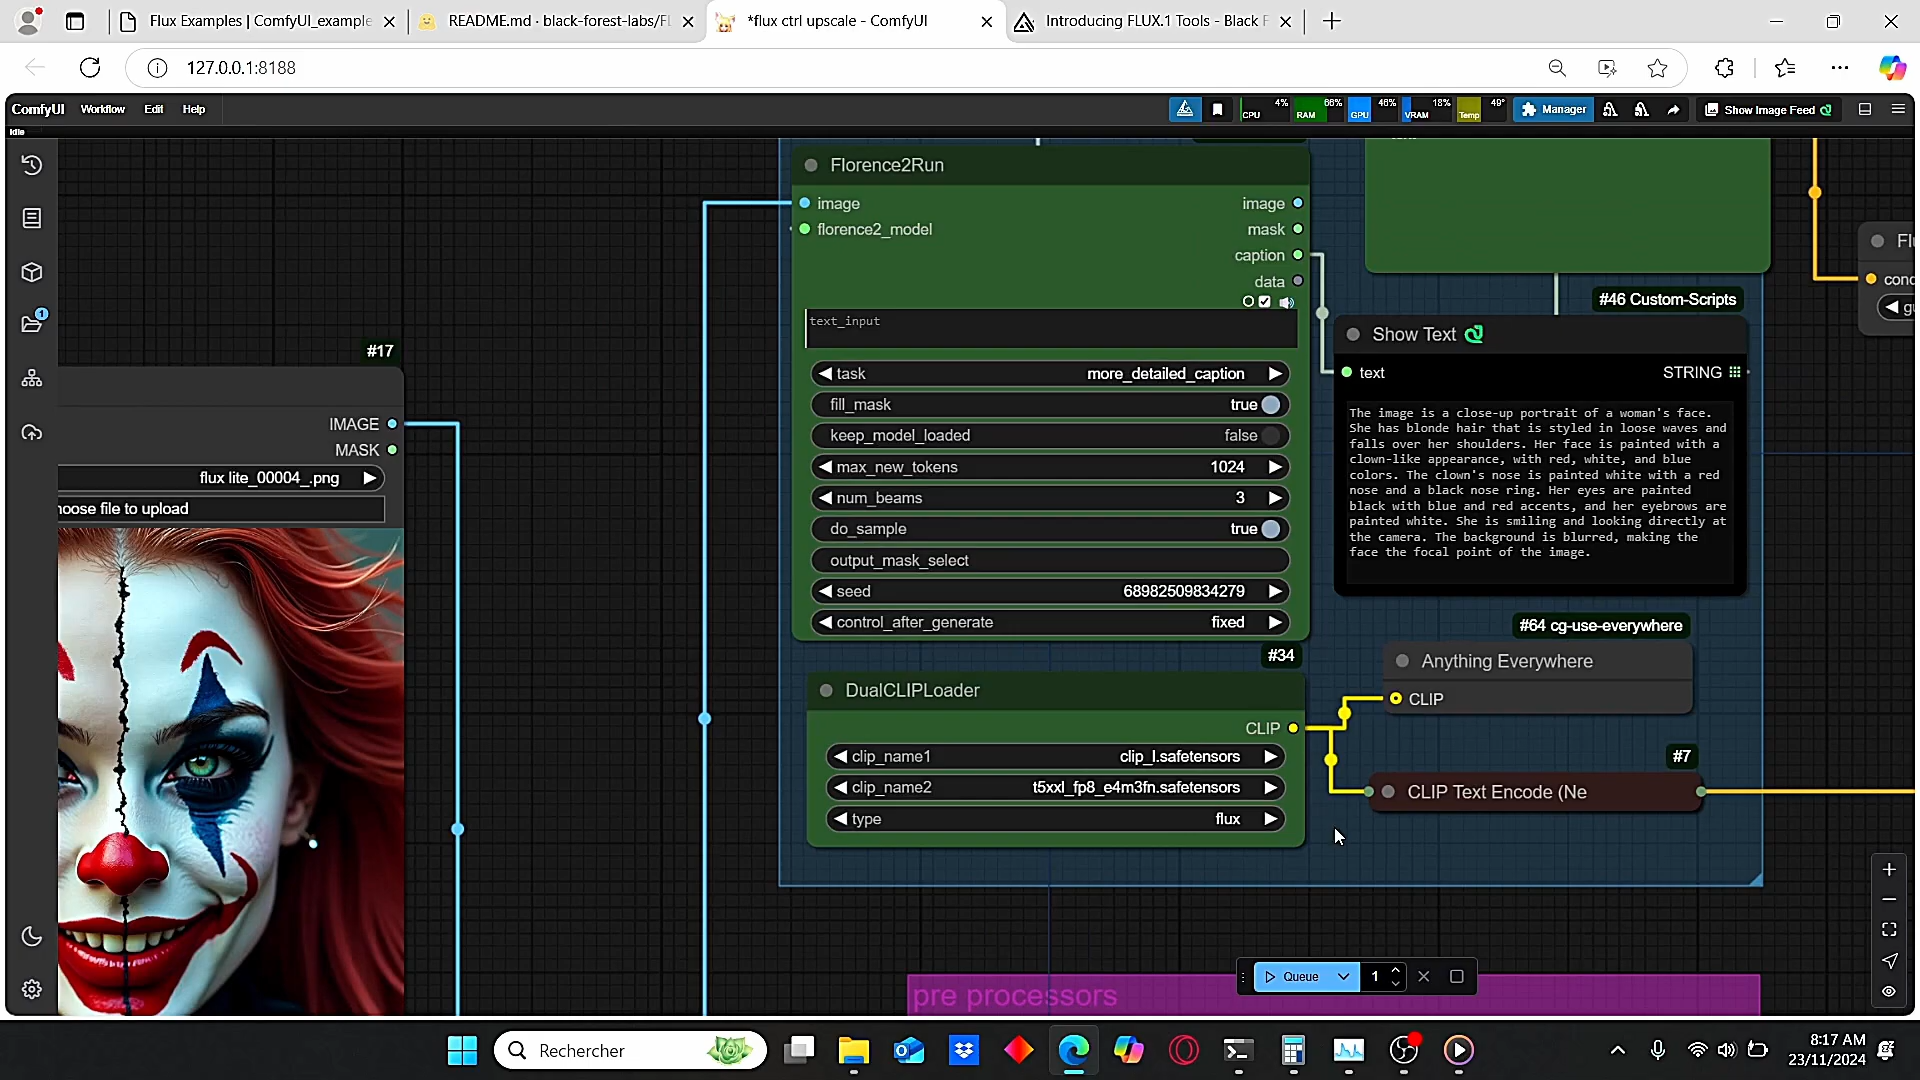 Flux Examples | ComfyUI_example
README.md · black-forest-labs/FL
*flux ctrl upscale - ComfyUI
Introducing FLUX.1 Tools - Black F
127.0.0.1:8188
ComfyUI
Workflow
Edit
Help
CPU 4%
RAM 66%
GPU 46%
VRAM 18%
Temp 49°
Manager
Show Image Feed
Idle
1
#17
IMAGE
MASK
flux lite_00004_.png
hoose file to upload
Florence2Run
image image
florence2_model mask
caption
data
text_input
task more_detailed_caption
fill_mask true
keep_model_loaded false
max_new_tokens 1024
num_beams 3
do_sample true
output_mask_select
seed 68982509834279
control_after_generate fixed
#34
DualCLIPLoader
CLIP
clip_name1 clip_l.safetensors
clip_name2 t5xxl_fp8_e4m3fn.safetensors
type flux
#46 Custom-Scripts
Show Text
text STRING
The image is a close-up portrait of a woman's face.
She has blonde hair that is styled in loose waves and
falls over her shoulders. Her face is painted with a
clown-like appearance, with red, white, and blue
colors. The clown's nose is painted white with a red
nose and a black nose ring. Her eyes are painted
black with blue and red accents, and her eyebrows are
painted white. She is smiling and looking directly at
the camera. The background is blurred, making the
face the focal point of the image.
#64 cg-use-everywhere
Anything Everywhere
CLIP
#7
CLIP Text Encode (Ne
Fl
cond
gu
pre processors
Queue 1
Rechercher
8:17 AM
23/11/2024